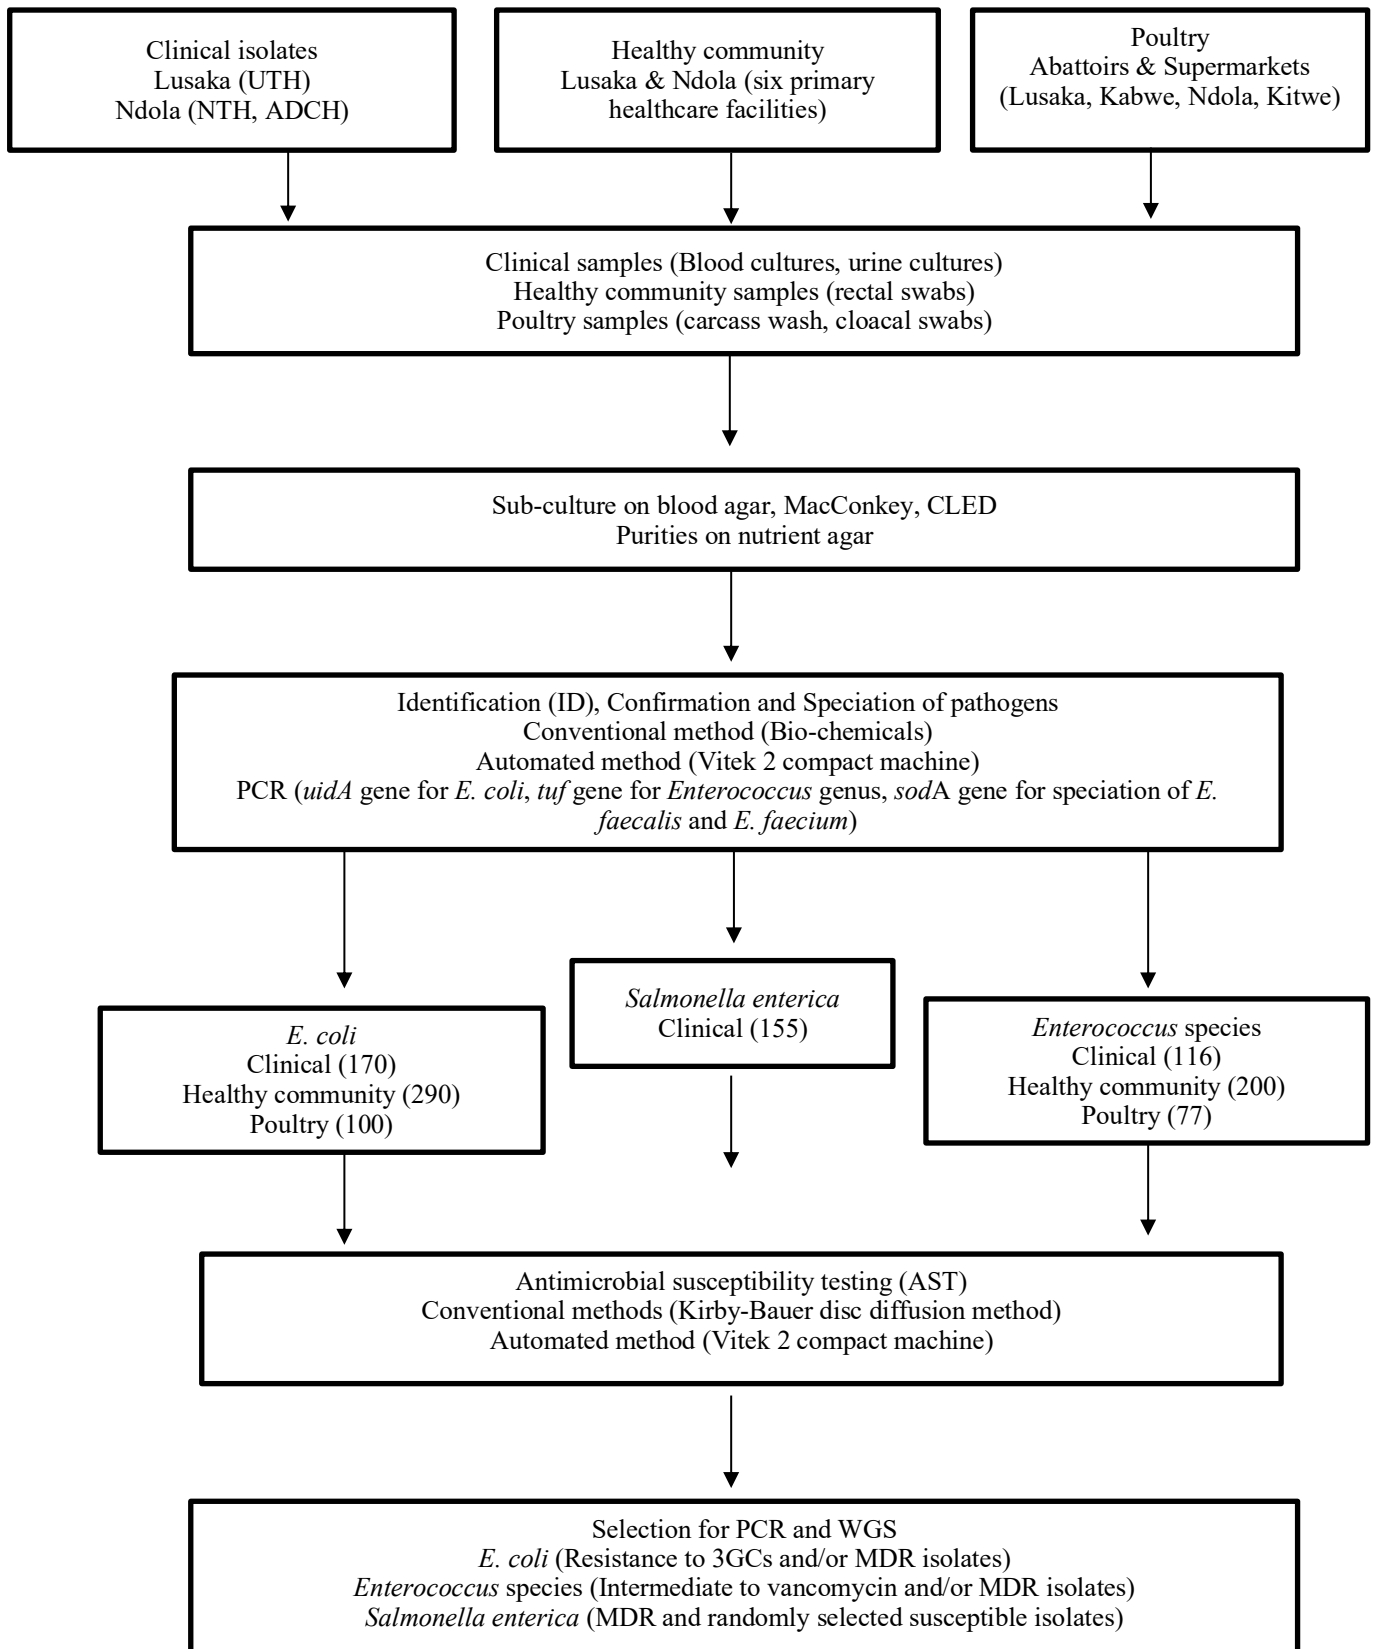 Clinical isolates
Lusaka (UTH)
Ndola (NTH, ADCH)
Healthy community
Lusaka & Ndola (six primary
healthcare facilities)
Poultry
Abattoirs & Supermarkets
(Lusaka, Kabwe, Ndola, Kitwe)
Clinical samples (Blood cultures, urine cultures)
Healthy community samples (rectal swabs)
Poultry samples (carcass wash, cloacal swabs)
Sub-culture on blood agar, MacConkey, CLED
Purities on nutrient agar
Identification (ID), Confirmation and Speciation of pathogens
Conventional method (Bio-chemicals)
Automated method (Vitek 2 compact machine)
PCR (uidA gene for E. coli, tuf gene for Enterococcus genus, sodA gene for speciation of E.
faecalis and E. faecium)
E. coli
Clinical (170)
Healthy community (290)
Poultry (100)
Salmonella enterica
Clinical (155)
Enterococcus species
Clinical (116)
Healthy community (200)
Poultry (77)
Antimicrobial susceptibility testing (AST)
Conventional methods (Kirby-Bauer disc diffusion method)
Automated method (Vitek 2 compact machine)
Selection for PCR and WGS
E. coli (Resistance to 3GCs and/or MDR isolates)
Enterococcus species (Intermediate to vancomycin and/or MDR isolates)
Salmonella enterica (MDR and randomly selected susceptible isolates)